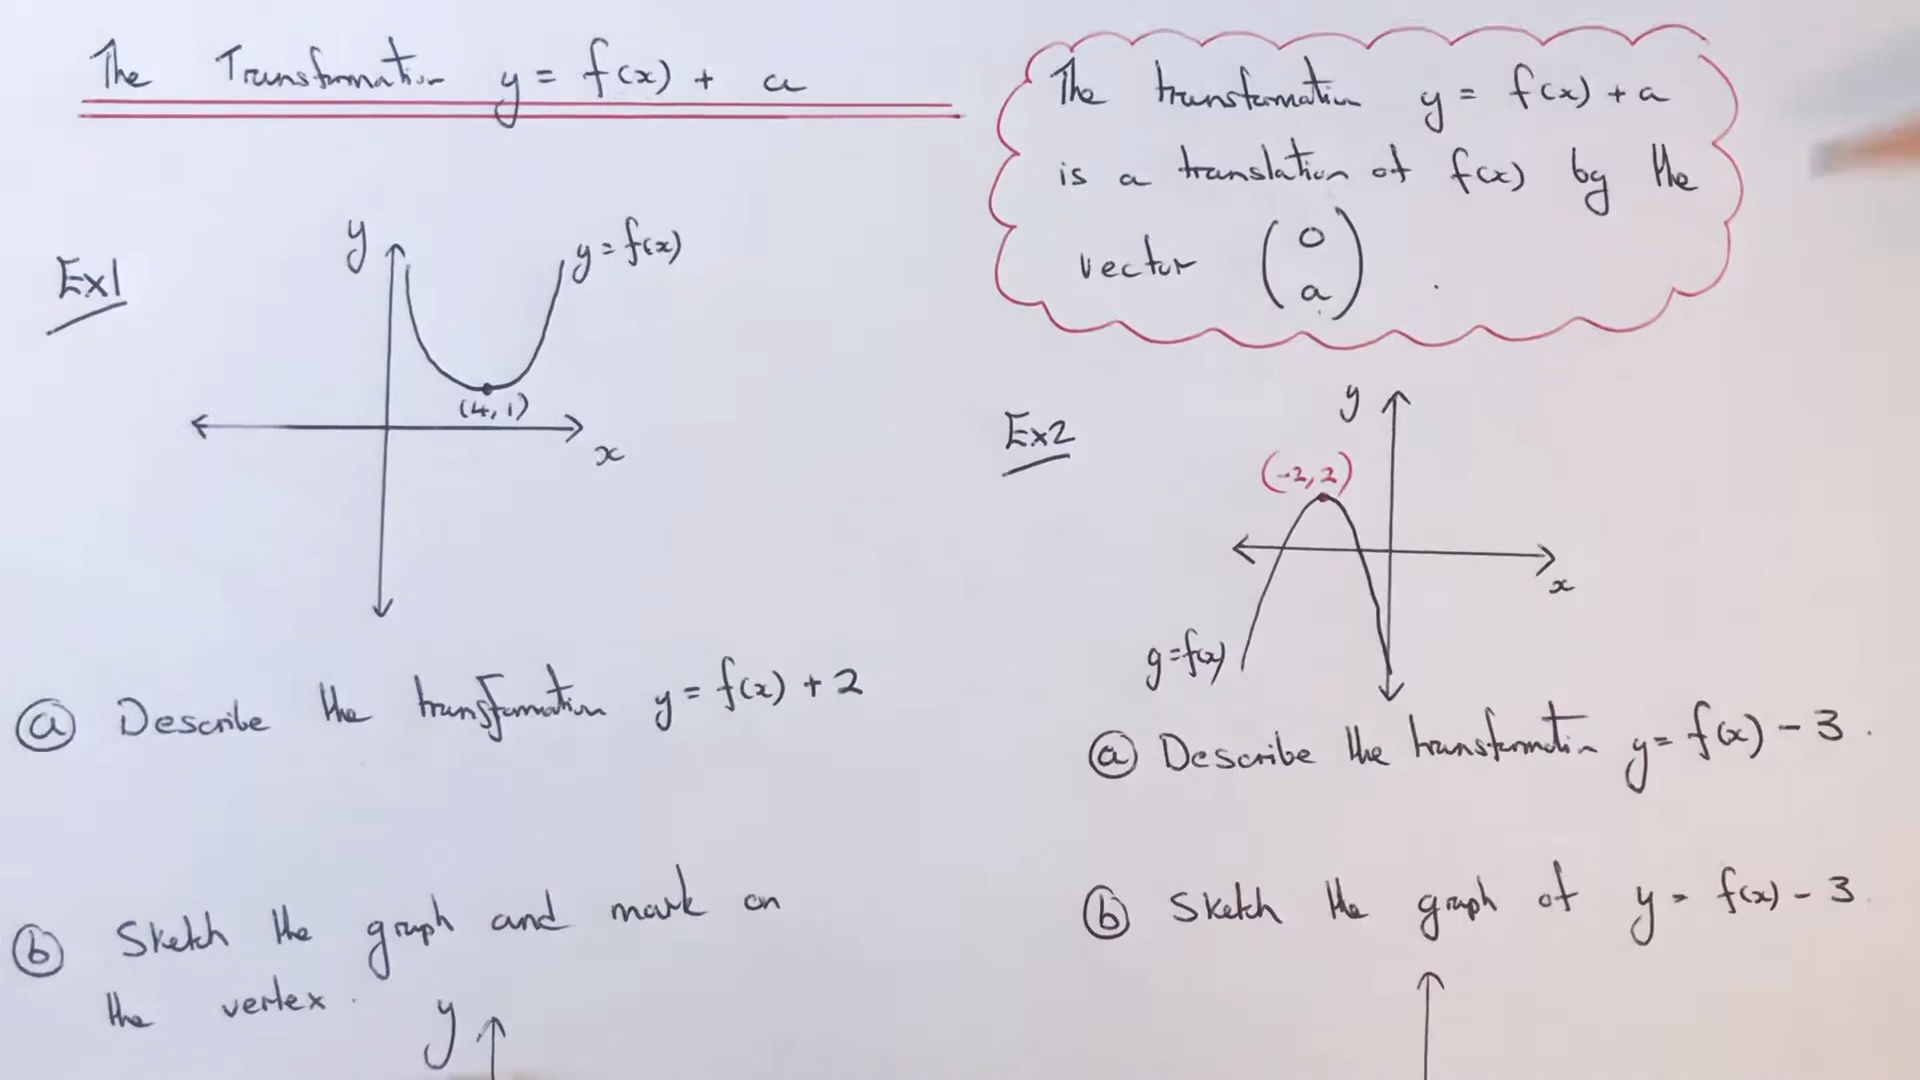 The Transformation y = f(x) + a
The transformation y = f(x) + a
is a translation of f(x) by the
vector (0
a) .
Ex1
y
y = f(x)
(4, 1)
x
Ex2
y
(-2, 2)
x
y = f(x)
ⓐ Describe the transformation y = f(x) + 2
ⓑ Sketch the graph and mark on
the vertex.
y
ⓐ Describe the transformation y = f(x) - 3.
ⓑ Sketch the graph of y = f(x) - 3.